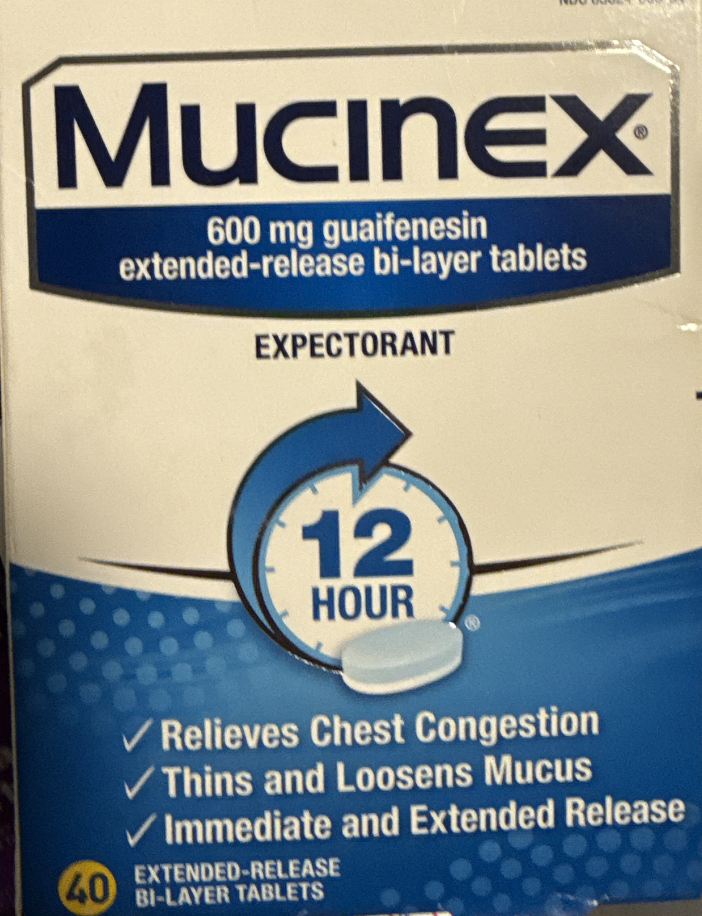 MUCINEX®
600 mg guaifenesin
extended-release bi-layer tablets
EXPECTORANT
12
HOUR
®
✓ Relieves Chest Congestion
✓ Thins and Loosens Mucus
✓ Immediate and Extended Release
40 EXTENDED-RELEASE
BI-LAYER TABLETS